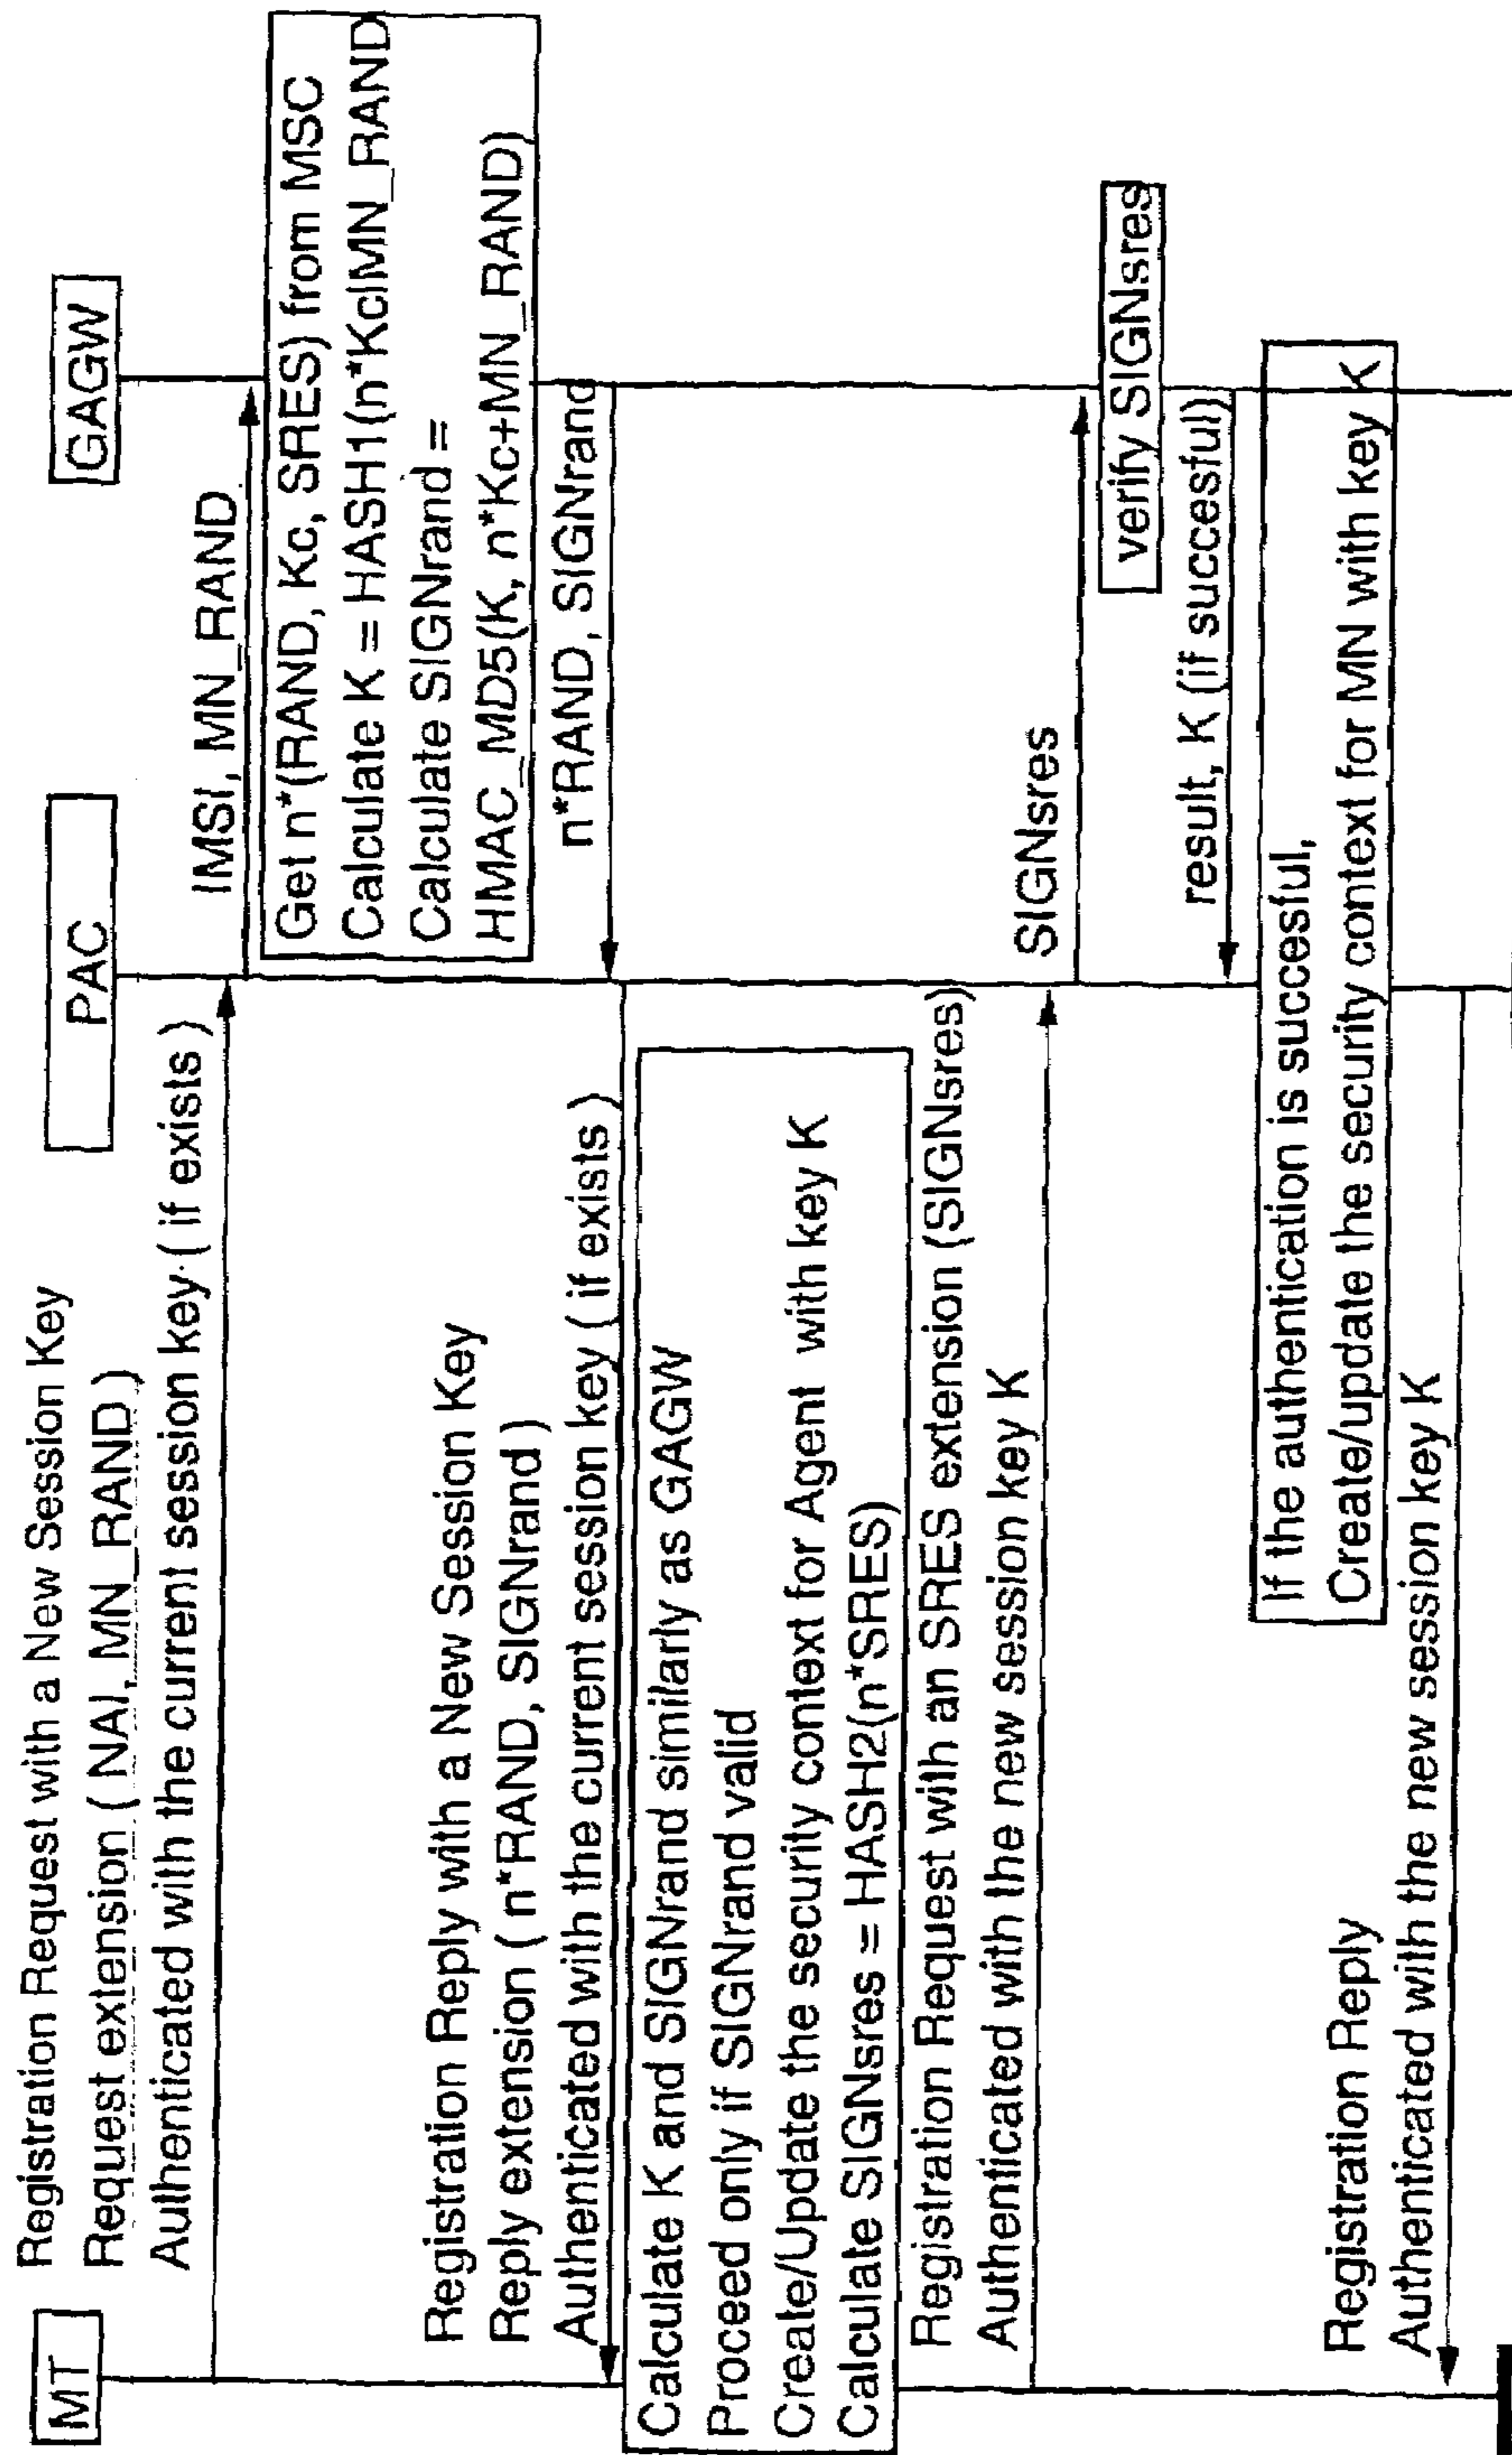 MT
PAC
GAGW
Registration Request with a New Session Key
Request extension ( NAI, MN_RAND )
Authenticated with the current session key ( if exists )
IMSI, MN_RAND
Get n*(RAND, Kc, SRES) from MSC
Calculate K = HASH1(n*Kc|MN_RAND
Calculate SIGNrand =
HMAC_MD5(K, n*Kc+MN_RAND)
n*RAND, SIGNrand
Registration Reply with a New Session Key
Reply extension ( n*RAND, SIGNrand )
Authenticated with the current session key ( if exists )
Calculate K and SIGNrand similarly as GAGW
Proceed only if SIGNrand valid
Create/Update the security context for Agent with key K
Calculate SIGNsres = HASH2(n*SRES)
Registration Request with an SRES extension (SIGNsres)
Authenticated with the new session key K
SIGNsres
verify SIGNsres
result, K (if succesful)
If the authentication is succesful,
Create/update the security context for MN with key K
Registration Reply
Authenticated with the new session key K